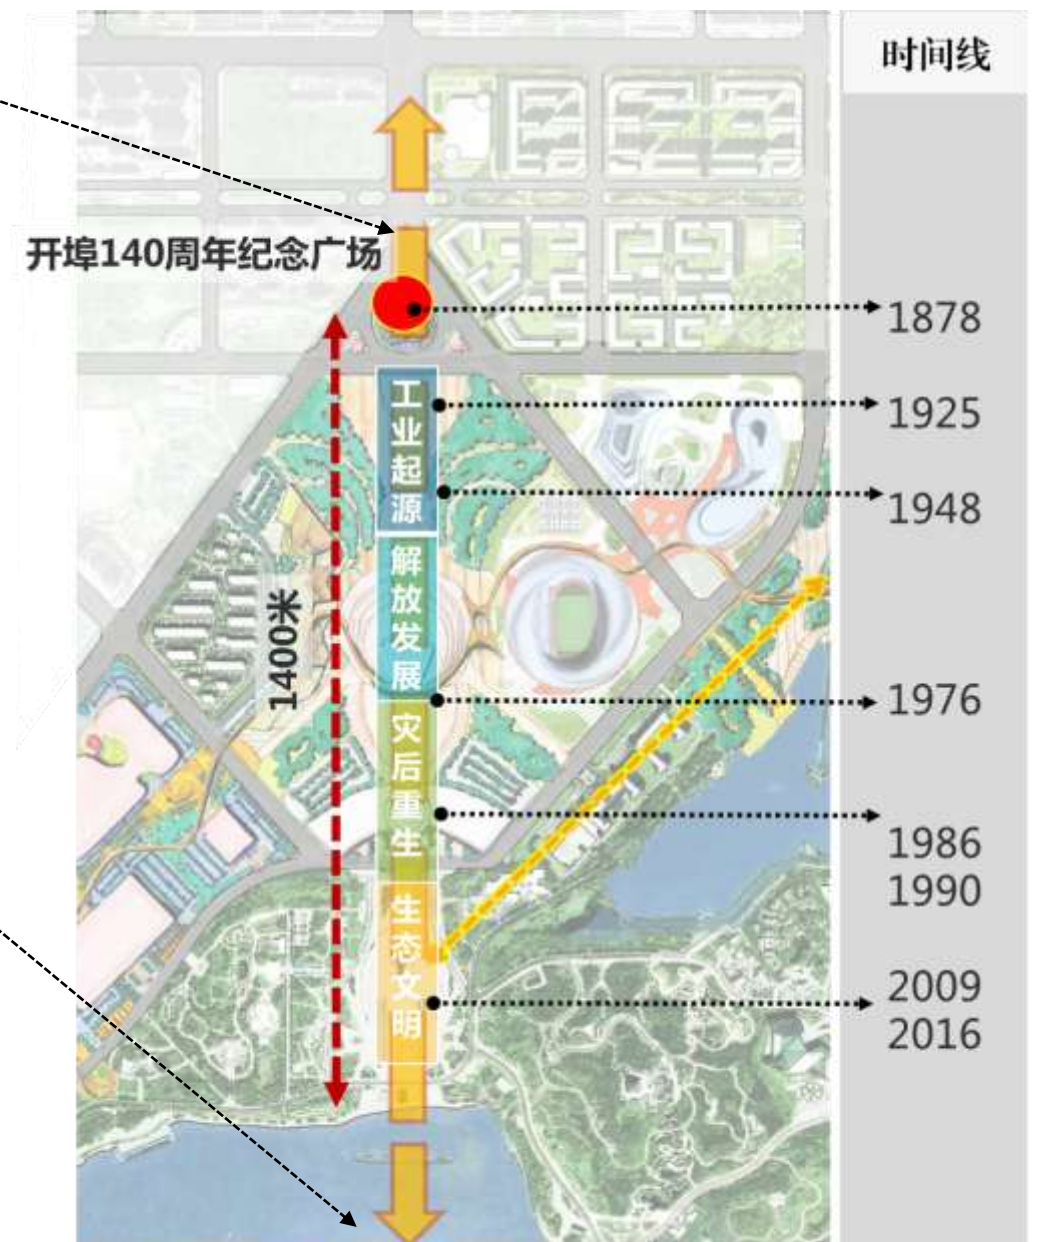 时间线
开埠140周年纪念广场
1878
工业起源
1925
1948
解放发展
1400米
1976
灾后重生
1986
1990
生态文明
2009
2016